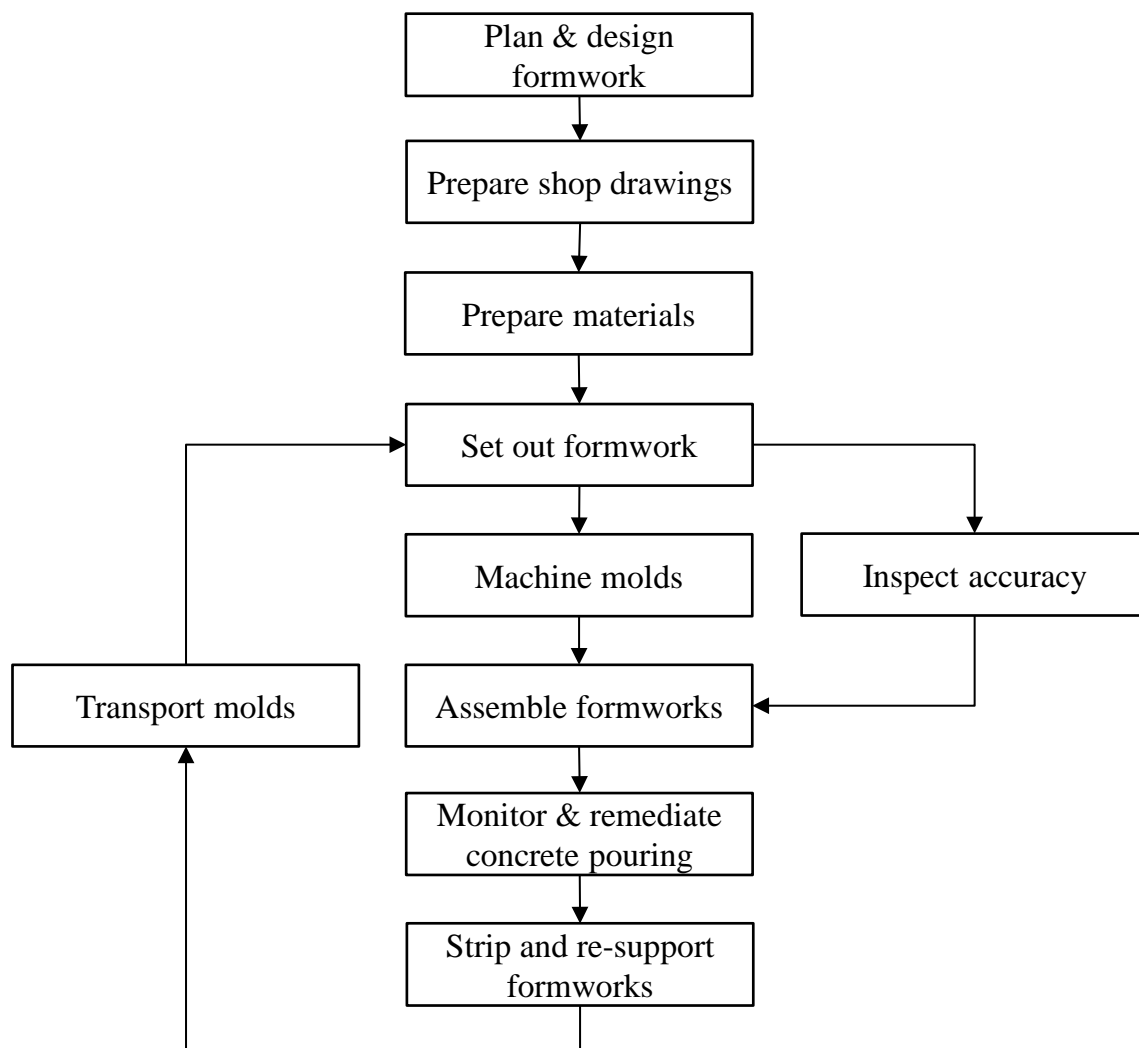 Plan & design
formwork
Prepare shop drawings
Prepare materials
Set out formwork
Machine molds
Inspect accuracy
Transport molds
Assemble formworks
Monitor & remediate
concrete pouring
Strip and re-support
formworks